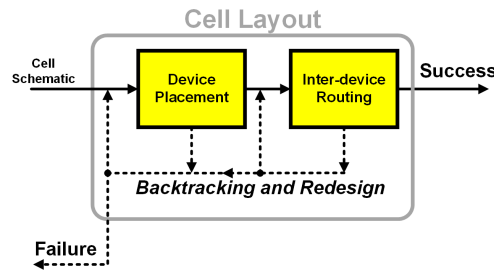 Cell Layout
Cell
Schematic
Device
Placement
Inter-device
Routing
Success
Backtracking and Redesign
Failure